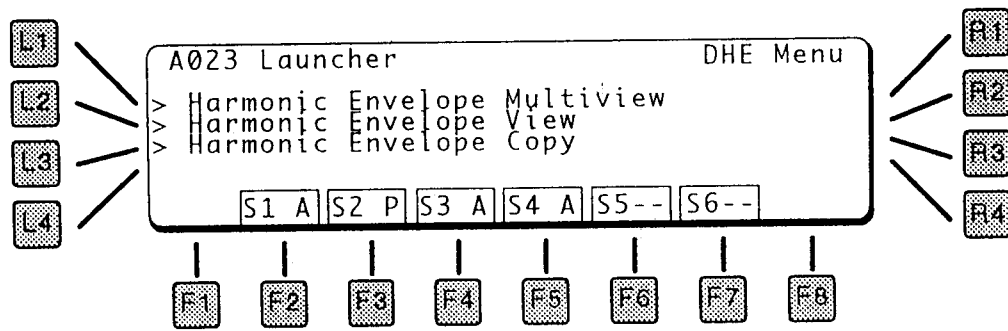 L1
L2
L3
L4
A023 Launcher DHE Menu
> Harmonic Envelope Multiview
> Harmonic Envelope View
> Harmonic Envelope Copy
S1 A S2 P S3 A S4 A S5-- S6--
R1
R2
R3
R4
F1 F2 F3 F4 F5 F6 F7 F8